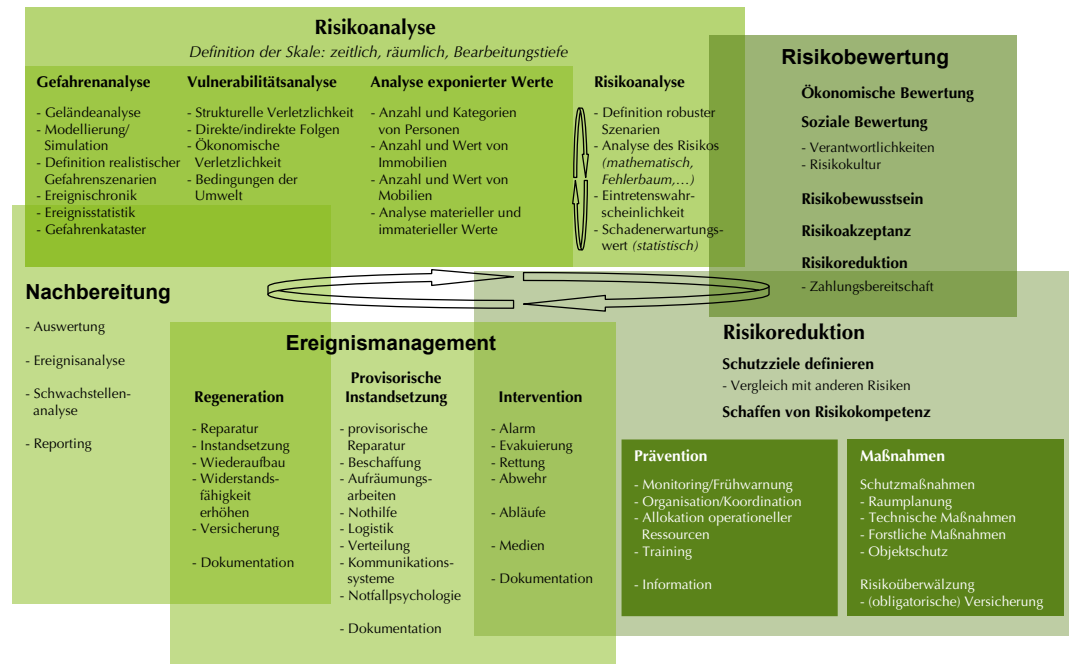 Risikoanalyse
Definition der Skale: zeitlich, räumlich, Bearbeitungstiefe
Gefahrenanalyse
- Geländeanalyse
- Modellierung/
Simulation
- Definition realistischer
Gefahrenszenarien
- Ereignischronik
- Ereignisstatistik
- Gefahrenkataster
Vulnerabilitätsanalyse
- Strukturelle Verletzlichkeit
- Direkte/indirekte Folgen
- Ökonomische
Verletzlichkeit
- Bedingungen der
Umwelt
Analyse exponierter Werte
- Anzahl und Kategorien
von Personen
- Anzahl und Wert von
Immobilien
- Anzahl und Wert von
Mobilien
- Analyse materieller und
immaterieller Werte
Risikoanalyse
- Definition robuster
Szenarien
- Analyse des Risikos
(mathematisch,
Fehlerbaum,...)
- Eintretenswahr-
scheinlichkeit
- Schadenerwartungs-
wert (statistisch)
Risikobewertung
Ökonomische Bewertung
Soziale Bewertung
- Verantwortlichkeiten
- Risikokultur
Risikobewusstsein
Risikoakzeptanz
Risikoreduktion
- Zahlungsbereitschaft
Nachbereitung
- Auswertung
- Ereignisanalyse
- Schwachstellen-
analyse
- Reporting
Ereignismanagement
Regeneration
- Reparatur
- Instandsetzung
- Wiederaufbau
- Widerstands-
fähigkeit
erhöhen
- Versicherung
- Dokumentation
Provisorische
Instandsetzung
- provisorische
Reparatur
- Beschaffung
- Aufräumungs-
arbeiten
- Nothilfe
- Logistik
- Verteilung
- Kommunikations-
systeme
- Notfallpsychologie
- Dokumentation
Intervention
- Alarm
- Evakuierung
- Rettung
- Abwehr
- Abläufe
- Medien
- Dokumentation
Risikoreduktion
Schutzziele definieren
- Vergleich mit anderen Risiken
Schaffen von Risikokompetenz
Prävention
- Monitoring/Frühwarnung
- Organisation/Koordination
- Allokation operationeller
Ressourcen
- Training
- Information
Maßnahmen
Schutzmaßnahmen
- Raumplanung
- Technische Maßnahmen
- Forstliche Maßnahmen
- Objektschutz
Risikoüberwälzung
- (obligatorische) Versicherung